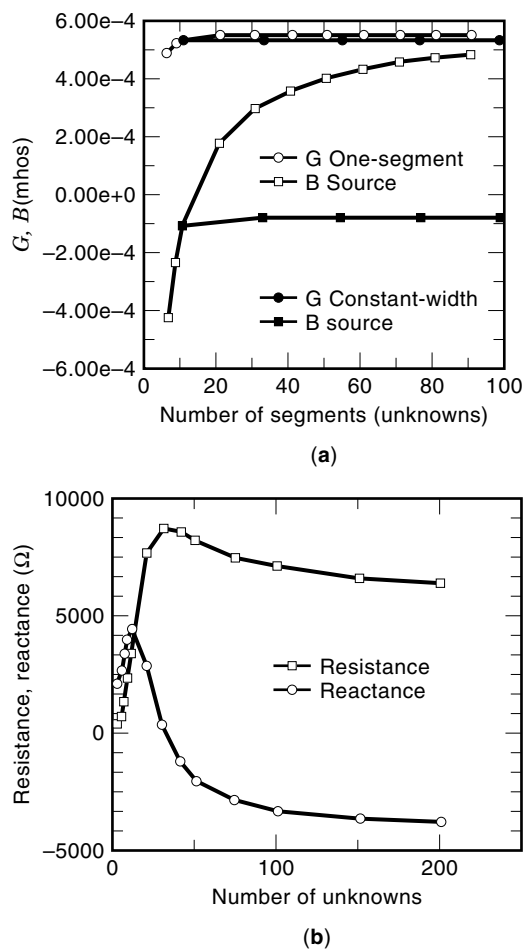 6.00e–4
4.00e–4
2.00e–4
0.00e+0
–2.00e–4
–4.00e–4
–6.00e–4
G, B(mhos)
G One-segment
B Source
G Constant-width
B source
0 20 40 60 80 100
Number of segments (unknowns)
(a)
10000
5000
0
–5000
Resistance, reactance (Ω)
Resistance
Reactance
0 100 200
Number of unknowns
(b)